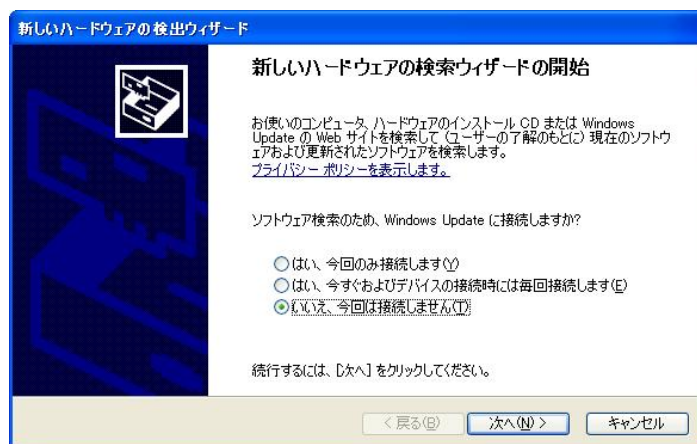 新しいハードウェアの検出ウィザード
新しいハードウェアの検索ウィザードの開始
お使いのコンピュータ、ハードウェアのインストール CD または Windows
Update の Web サイトを検索して (ユーザーの了解のもとに) 現在のソフトウ
ェアおよび更新されたソフトウェアを検索します。
プライバシー ポリシーを表示します。
ソフトウェア検索のため、Windows Update に接続しますか?
はい、今回のみ接続します(Y)
はい、今すぐおよびデバイスの接続時には毎回接続します(E)
いいえ、今回は接続しません(T)
続行するには、[次へ] をクリックしてください。
< 戻る(B)
次へ(N) >
キャンセル